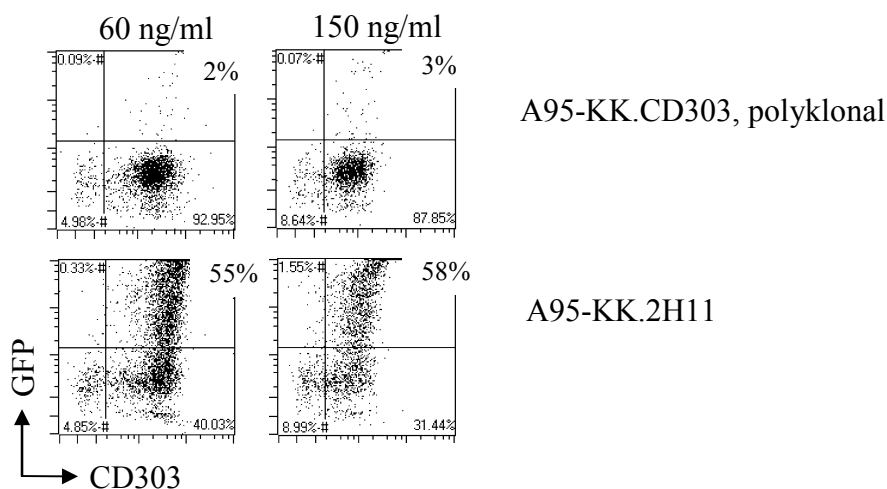 60 ng/ml 150 ng/ml
0.09%-# 2% 0.07%-# 3%
A95-KK.CD303, polyklonal
4.98%-# 92.95% 8.64%-# 87.85%
0.33%-# 55% 1.55%-# 58%
A95-KK.2H11
4.85%-# 40.03% 8.99%-# 31.44%
GFP
CD303